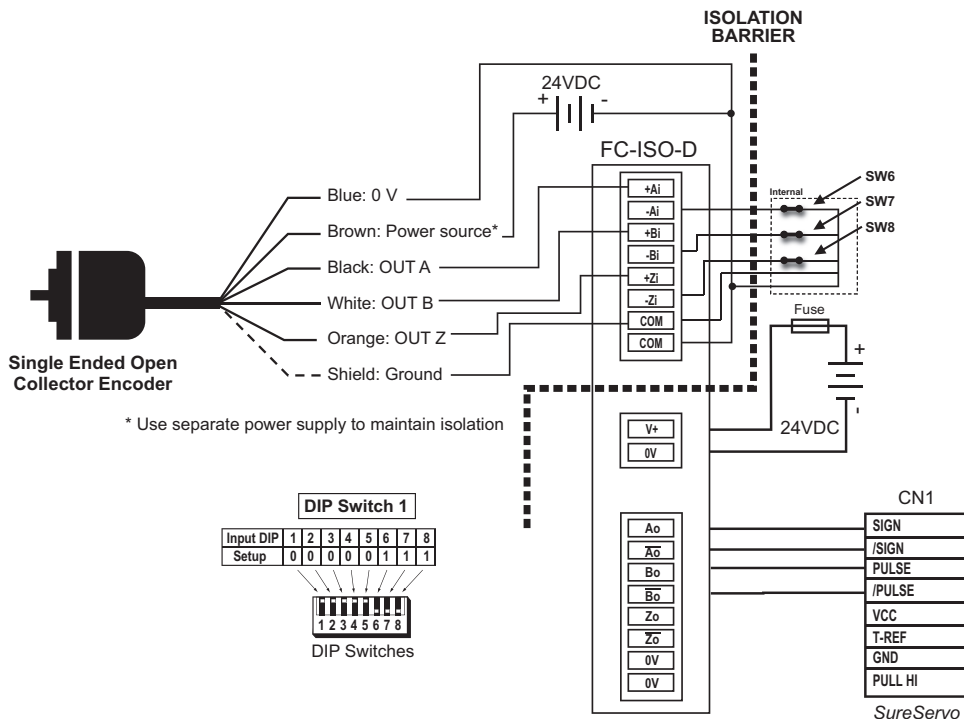 ISOLATION
BARRIER
24VDC
+ -
FC-ISO-D
Blue: 0 V
Brown: Power source*
Black: OUT A
White: OUT B
Orange: OUT Z
Shield: Ground
Single Ended Open
Collector Encoder
* Use separate power supply to maintain isolation
+Ai
-Ai
+Bi
-Bi
+Zi
-Zi
COM
COM
Internal
SW6
SW7
SW8
Fuse
+
-
24VDC
V+
0V
DIP Switch 1
Input DIP 1 2 3 4 5 6 7 8
Setup 0 0 0 0 0 1 1 1
1 2 3 4 5 6 7 8
DIP Switches
Ao
A̅o̅
Bo
B̅o̅
Zo
Z̅o̅
0V
0V
CN1
SIGN
/SIGN
PULSE
/PULSE
VCC
T-REF
GND
PULL HI
SureServo